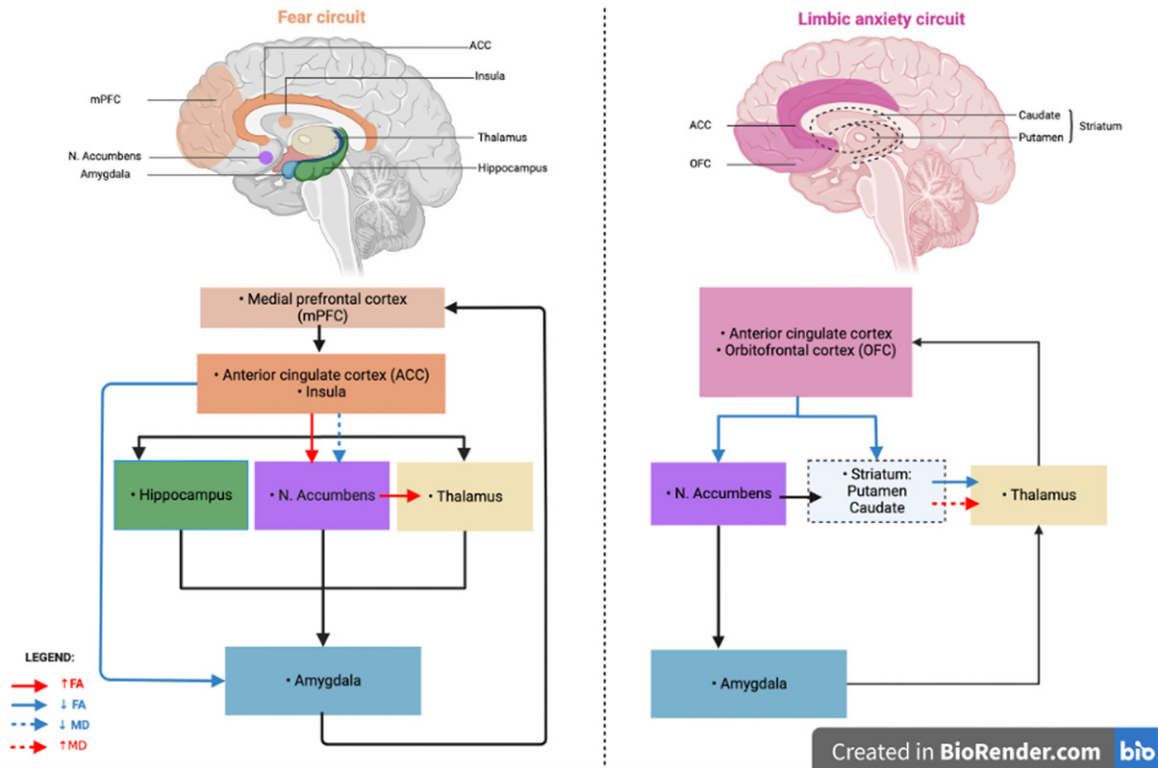 Fear circuit
ACC
Insula
mPFC
Thalamus
N. Accumbens
Amygdala
Hippocampus
• Medial prefrontal cortex
(mPFC)
• Anterior cingulate cortex (ACC)
• Insula
• Hippocampus
• N. Accumbens
• Thalamus
• Amygdala
LEGEND:
↑FA
↓ FA
↓ MD
↑MD
Limbic anxiety circuit
Caudate
ACC
Putamen
Striatum
OFC
• Anterior cingulate cortex
• Orbitofrontal cortex (OFC)
• N. Accumbens
• Striatum:
Putamen
Caudate
• Thalamus
• Amygdala
Created in BioRender.com bio